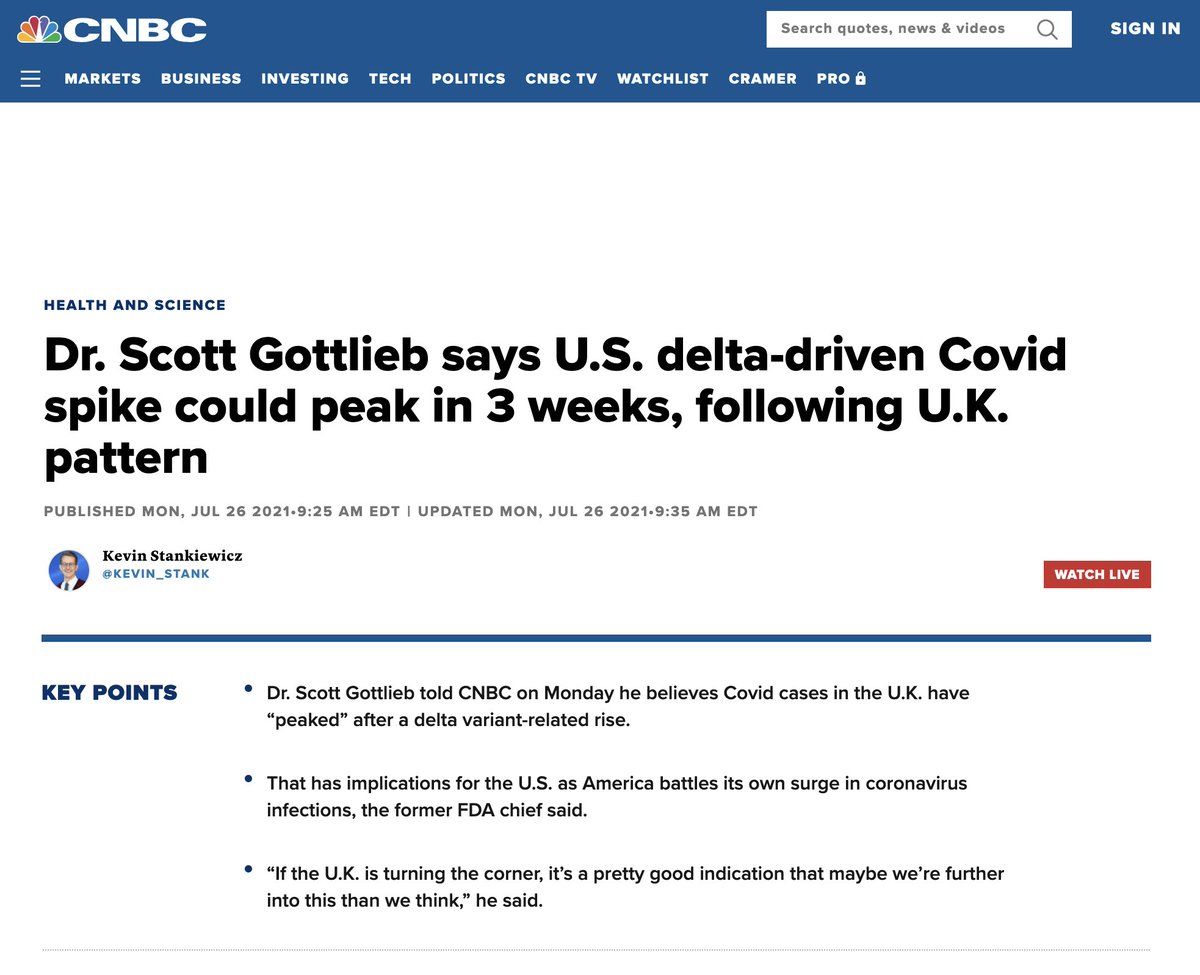 CNBC
Search quotes, news & videos
SIGN IN
MARKETS BUSINESS INVESTING TECH POLITICS CNBC TV WATCHLIST CRAMER PRO
HEALTH AND SCIENCE
Dr. Scott Gottlieb says U.S. delta-driven Covid
spike could peak in 3 weeks, following U.K.
pattern
PUBLISHED MON, JUL 26 2021•9:25 AM EDT | UPDATED MON, JUL 26 2021•9:35 AM EDT
Kevin Stankiewicz
@KEVIN_STANK
WATCH LIVE
KEY POINTS
• Dr. Scott Gottlieb told CNBC on Monday he believes Covid cases in the U.K. have
“peaked” after a delta variant-related rise.
• That has implications for the U.S. as America battles its own surge in coronavirus
infections, the former FDA chief said.
• “If the U.K. is turning the corner, it’s a pretty good indication that maybe we’re further
into this than we think,” he said.